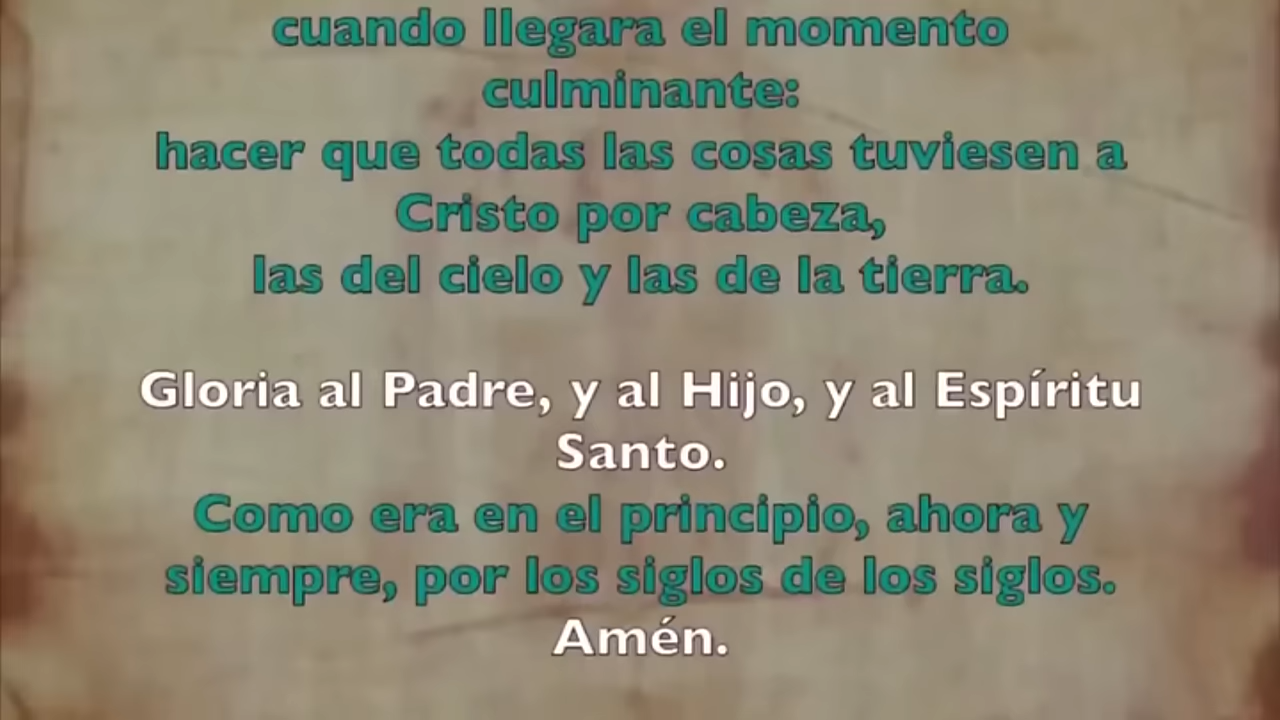 cuando llegara el momento
culminante:
hacer que todas las cosas tuviesen a
Cristo por cabeza,
las del cielo y las de la tierra.
Gloria al Padre, y al Hijo, y al Espíritu
Santo.
Como era en el principio, ahora y
siempre, por los siglos de los siglos.
Amén.